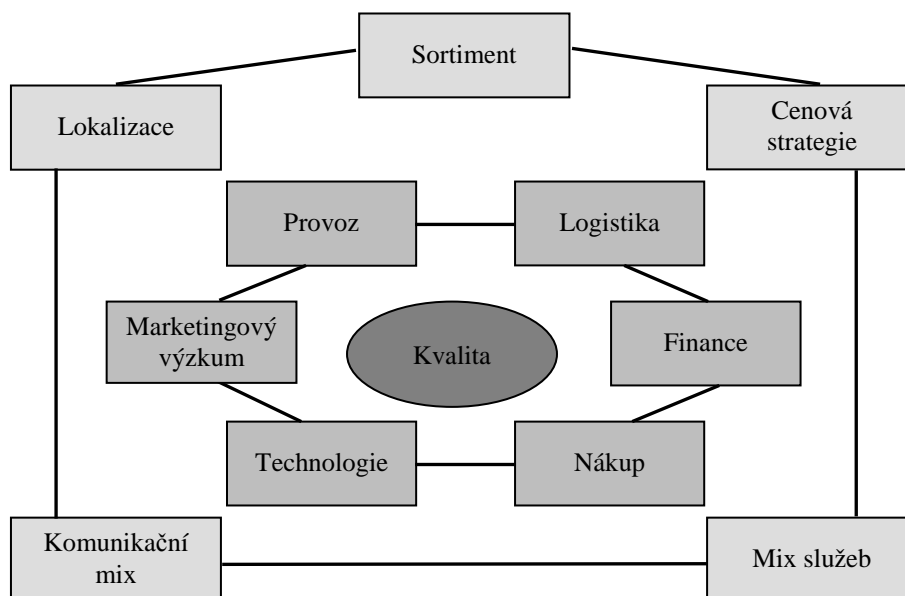 Sortiment
Lokalizace
Cenová
strategie
Provoz
Logistika
Marketingový
výzkum
Kvalita
Finance
Technologie
Nákup
Komunikační
mix
Mix služeb